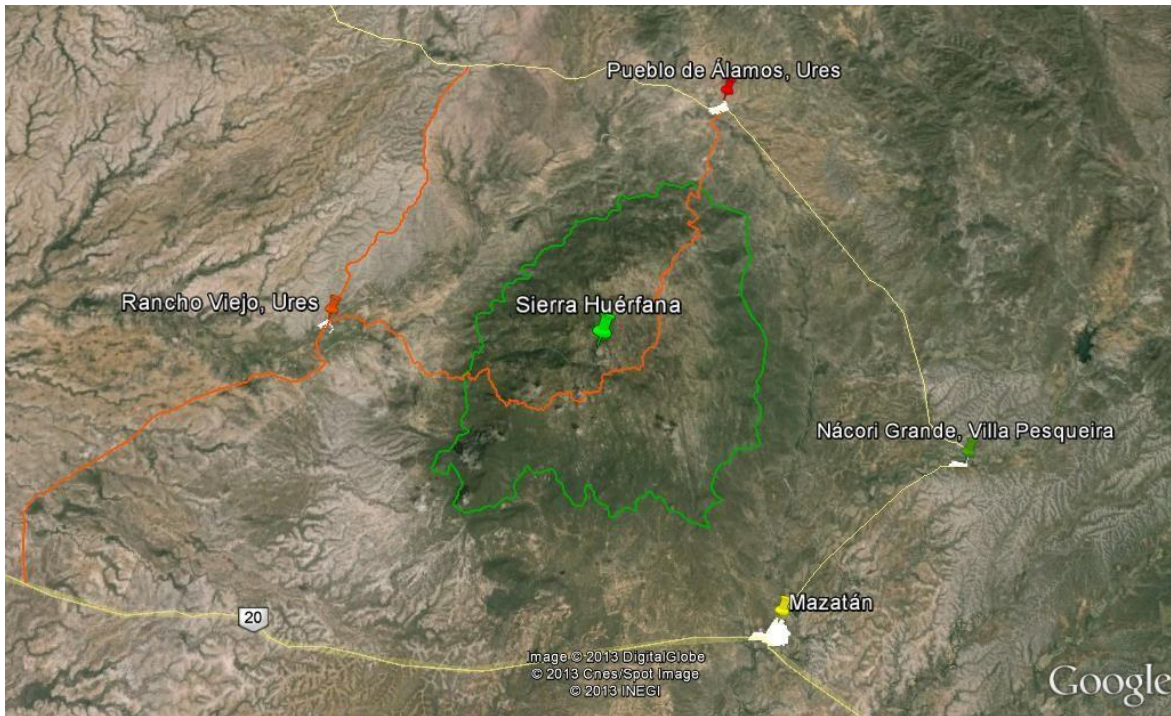 Pueblo de Álamos, Ures
Rancho Viejo, Ures
Sierra Huérfana
Nácori Grande, Villa Pesqueira
Mazatán
20
Image © 2013 DigitalGlobe
© 2013 Cnes/Spot Image
© 2013 INEGI
Google